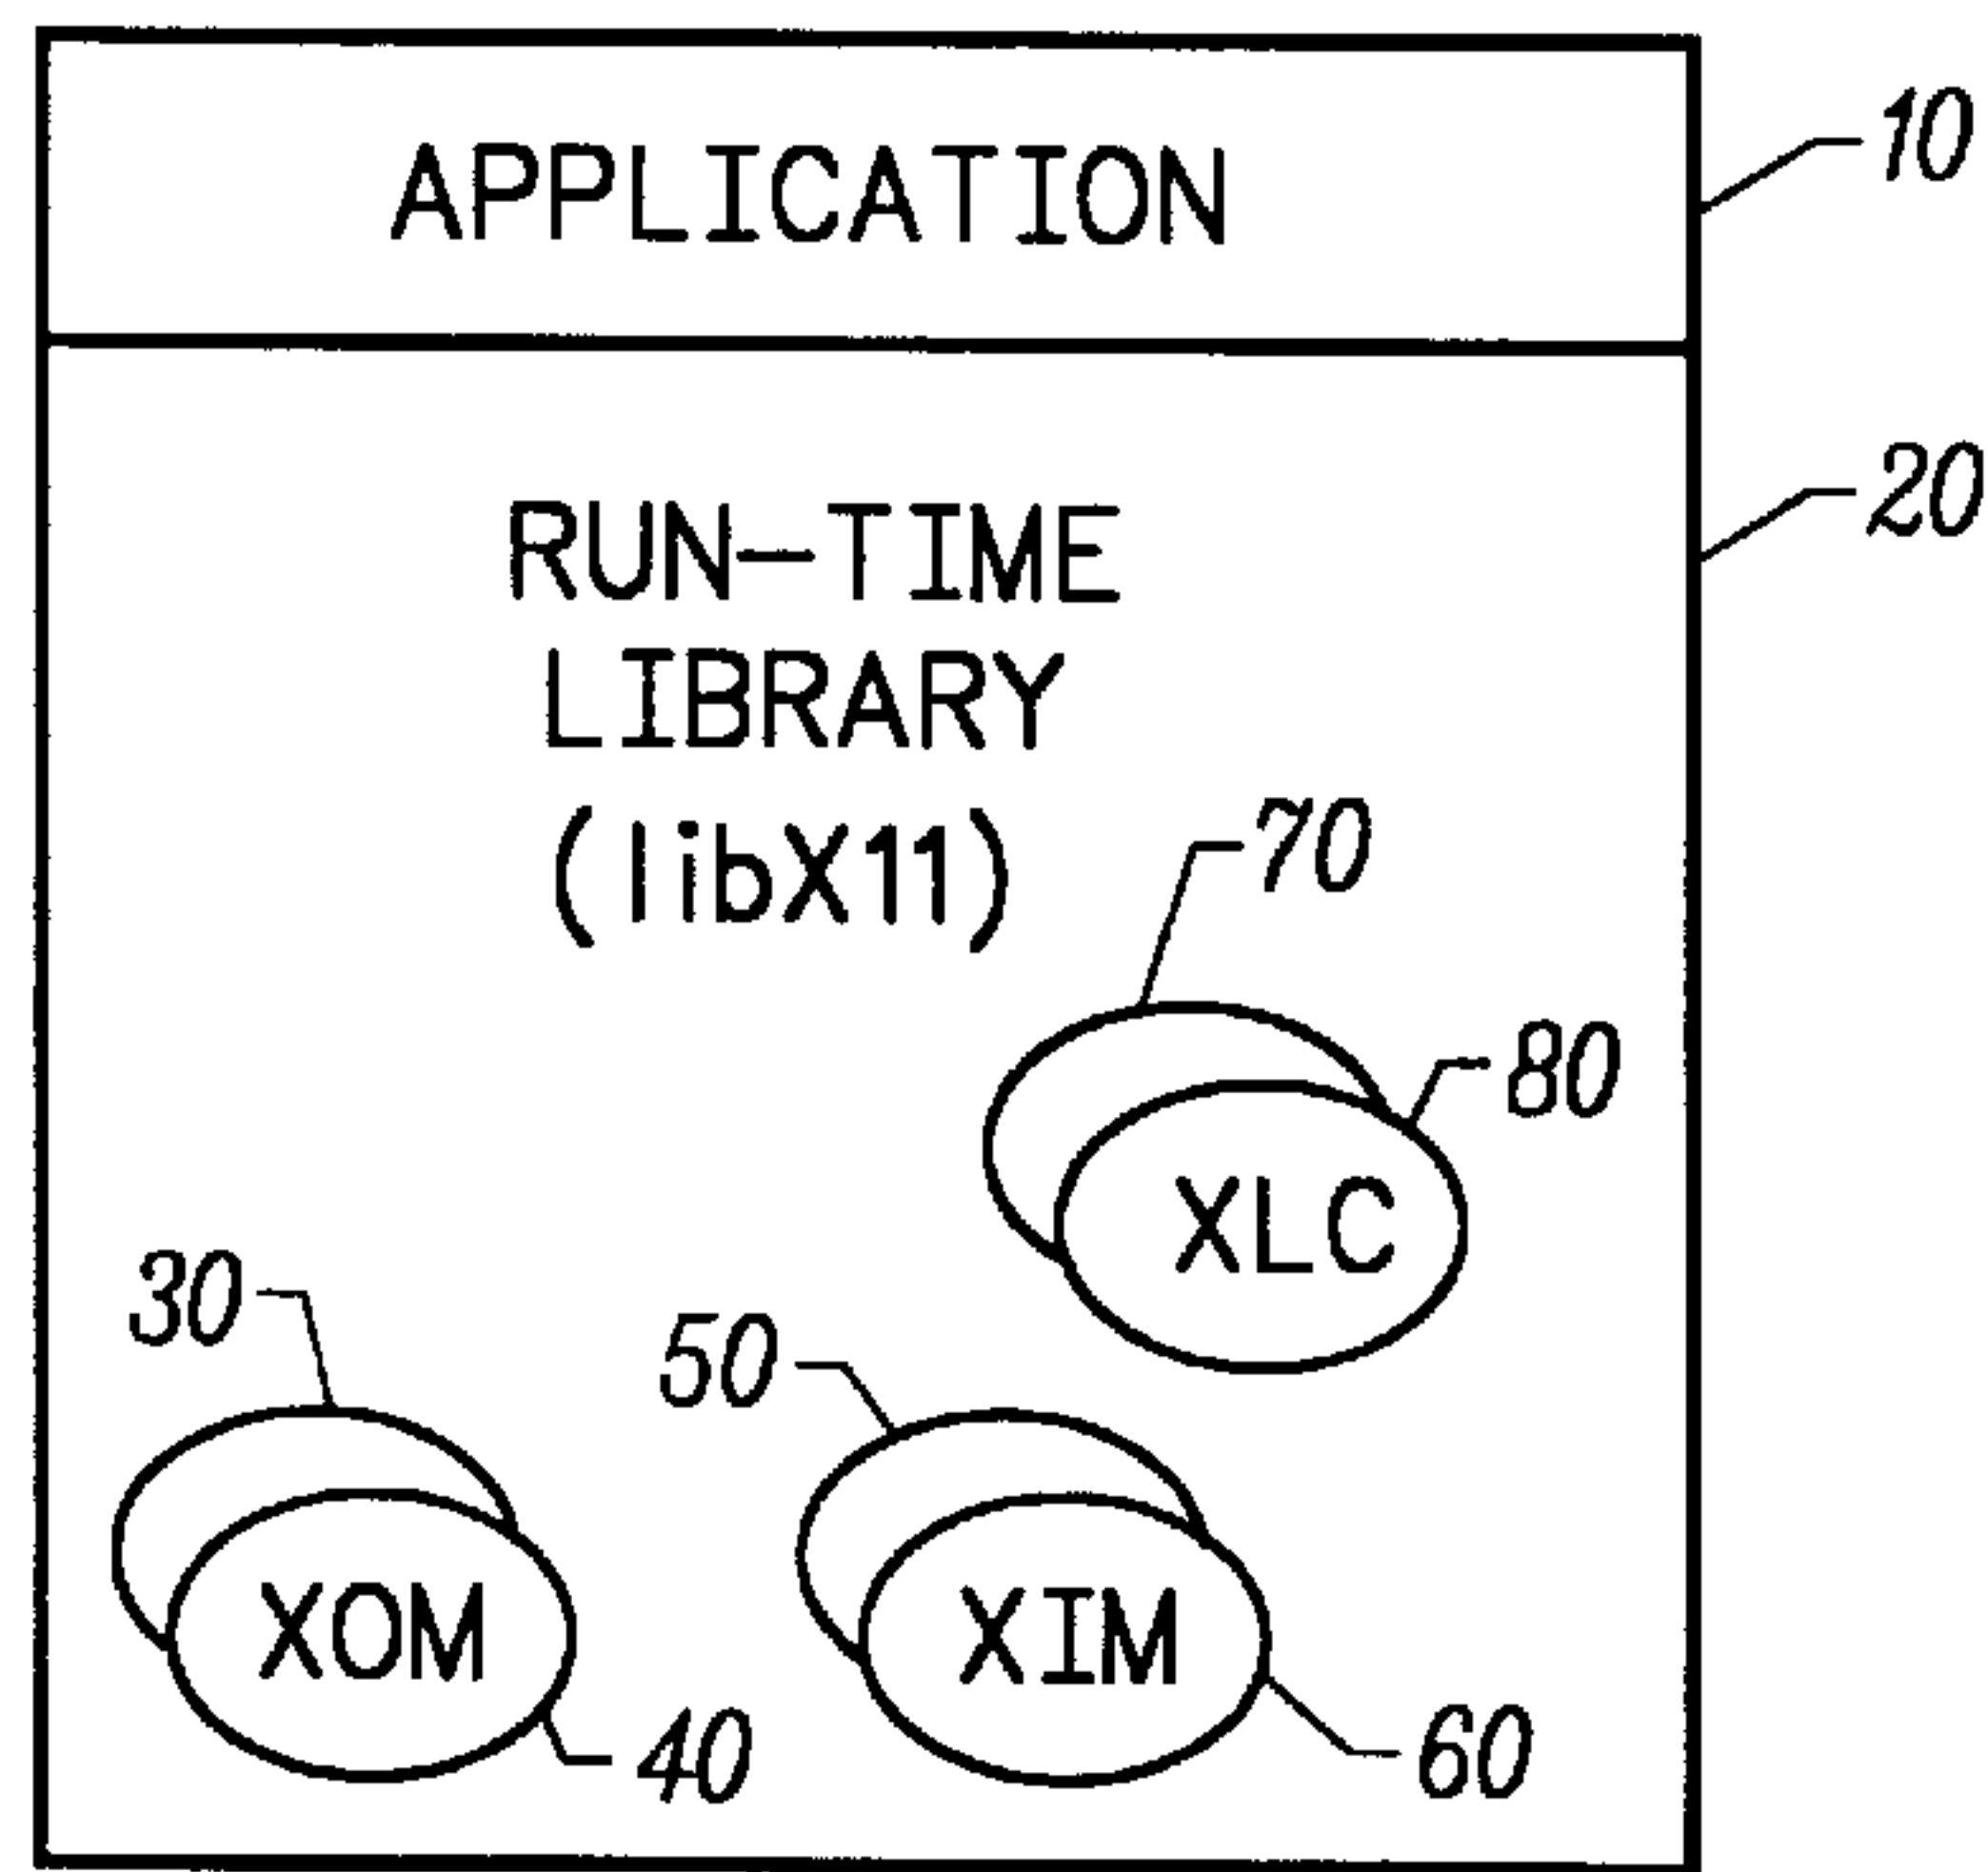 APPLICATION
10
20
RUN-TIME
LIBRARY
(libX11)
70
80
XLC
30
50
XOM
XIM
40
60